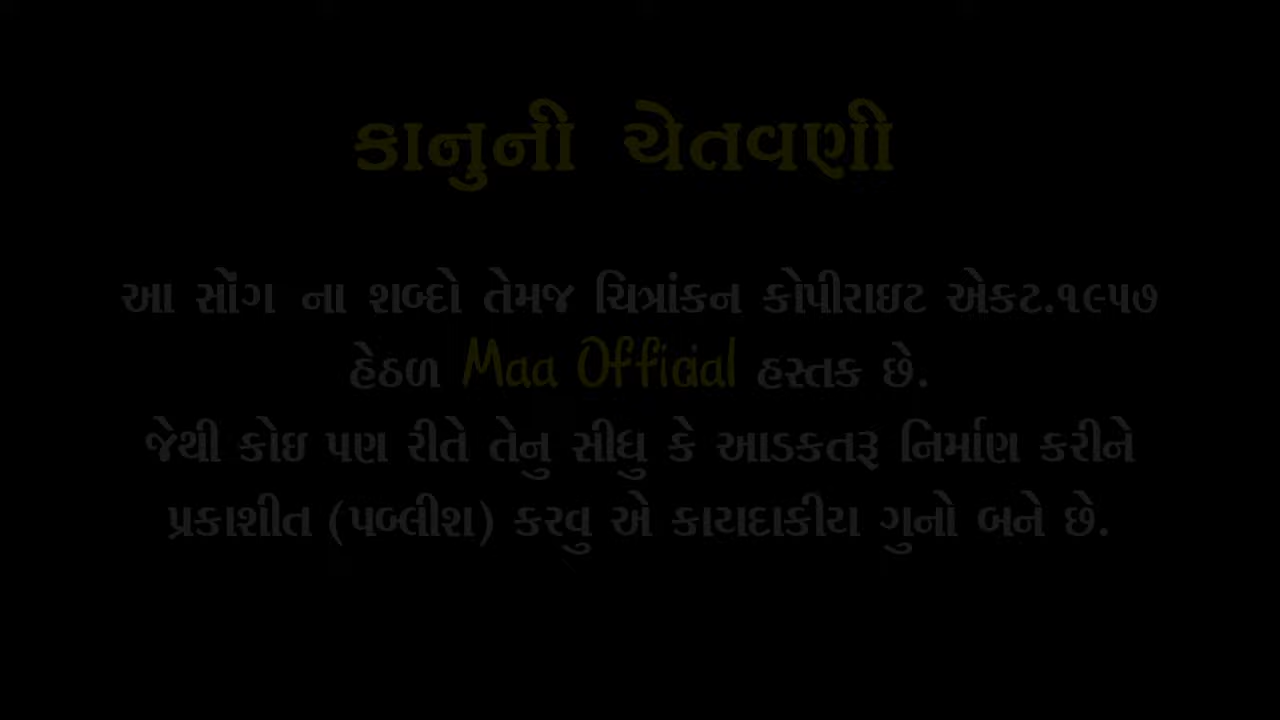 કાનુની ચેતવણી
આ સોંગ ના શબ્દો તેમજ ચિત્રાંકન કોપીરાઇટ એકટ.૧૯૫૭
હેઠળ Maa Official હસ્તક છે.
જેથી કોઇ પણ રીતે તેનુ સીધુ કે આડકતરૂ નિર્માણ કરીને
પ્રકાશીત (પબ્લીશ) કરવુ એ કાયદાકીય ગુનો બને છે.